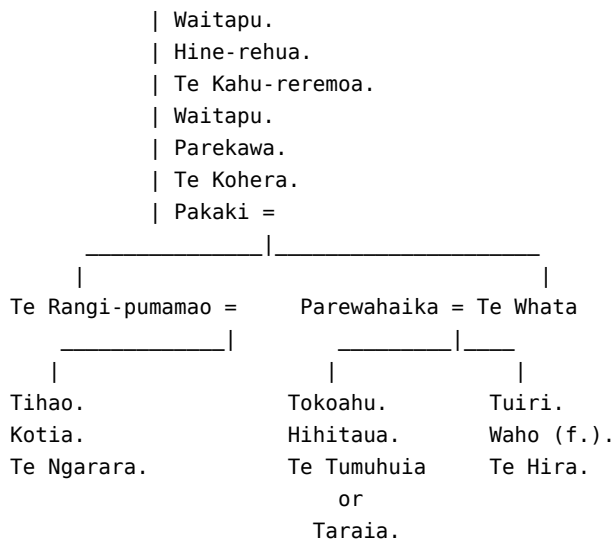 | Waitapu.
| Hine-rehua.
| Te Kahu-reremoa.
| Waitapu.
| Parekawa.
| Te Kohera.
| Pakaki =
Te Rangi-pumamao = Parewahaika = Te Whata
Tihao. Tokoahu. Tuiri.
Kotia. Hihitaua. Waho (f.).
Te Ngarara. Te Tumuhuia Te Hira.
or
Taraia.